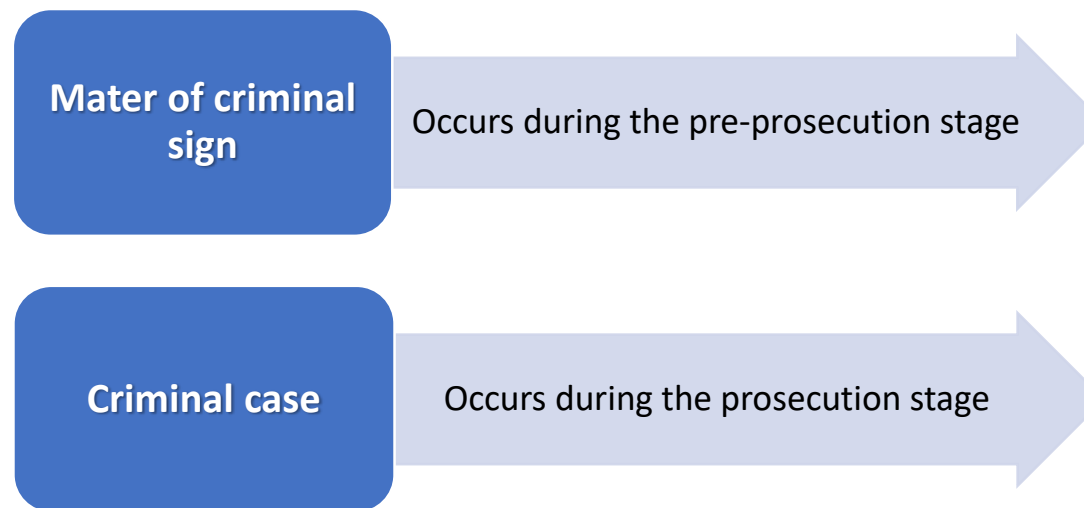 Mater of criminal
sign
Occurs during the pre-prosecution stage
Criminal case
Occurs during the prosecution stage